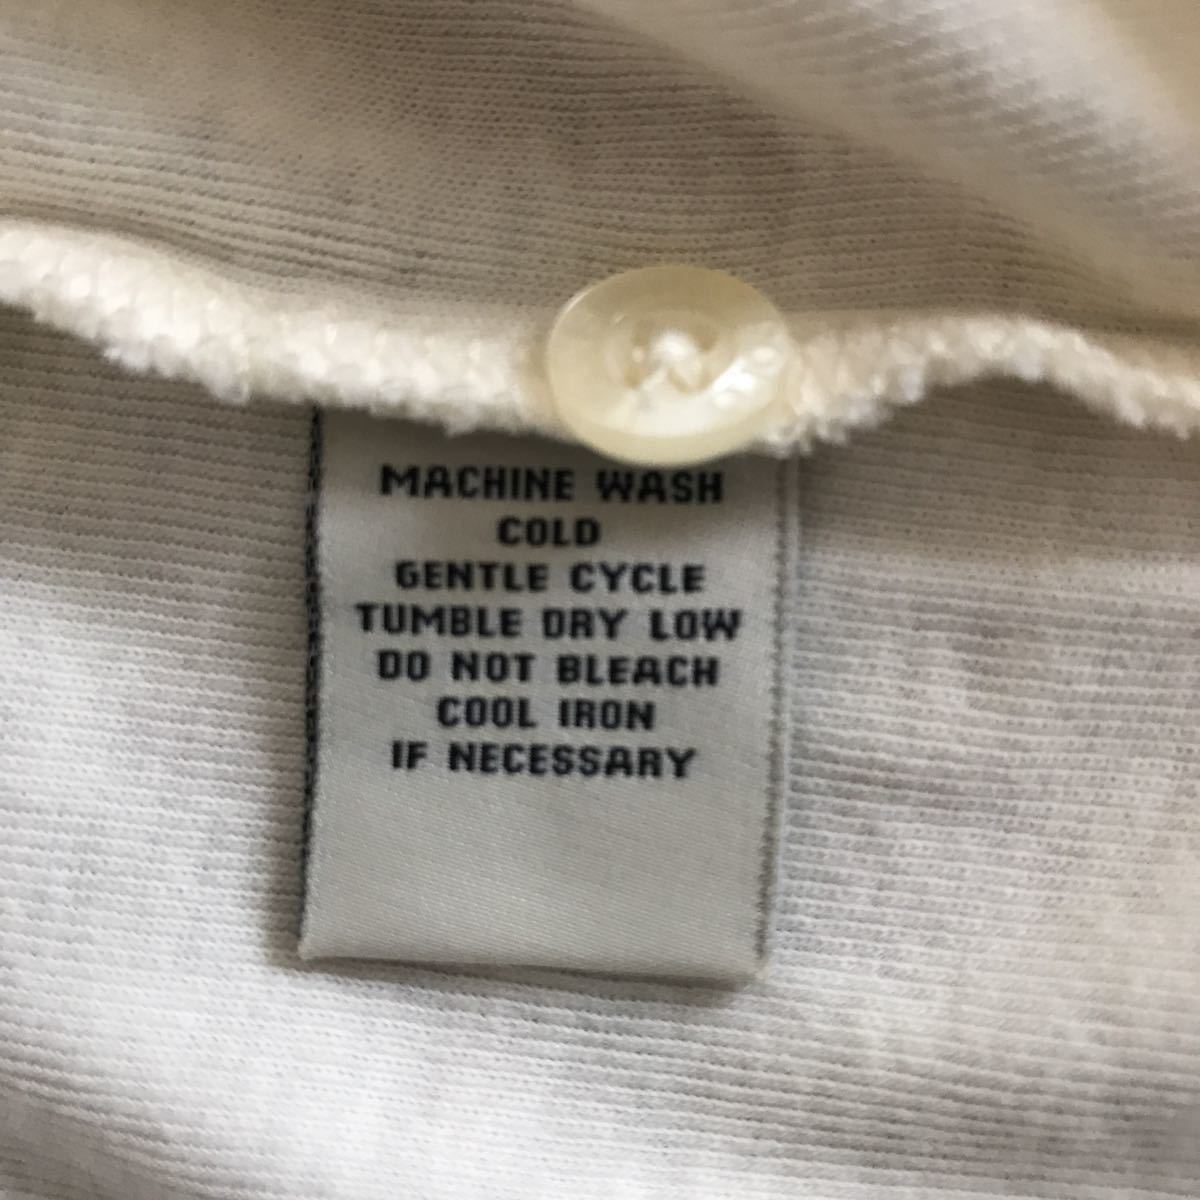 MACHINE WASH
COLD
GENTLE CYCLE
TUMBLE DRY LOW
DO NOT BLEACH
COOL IRON
IF NECESSARY